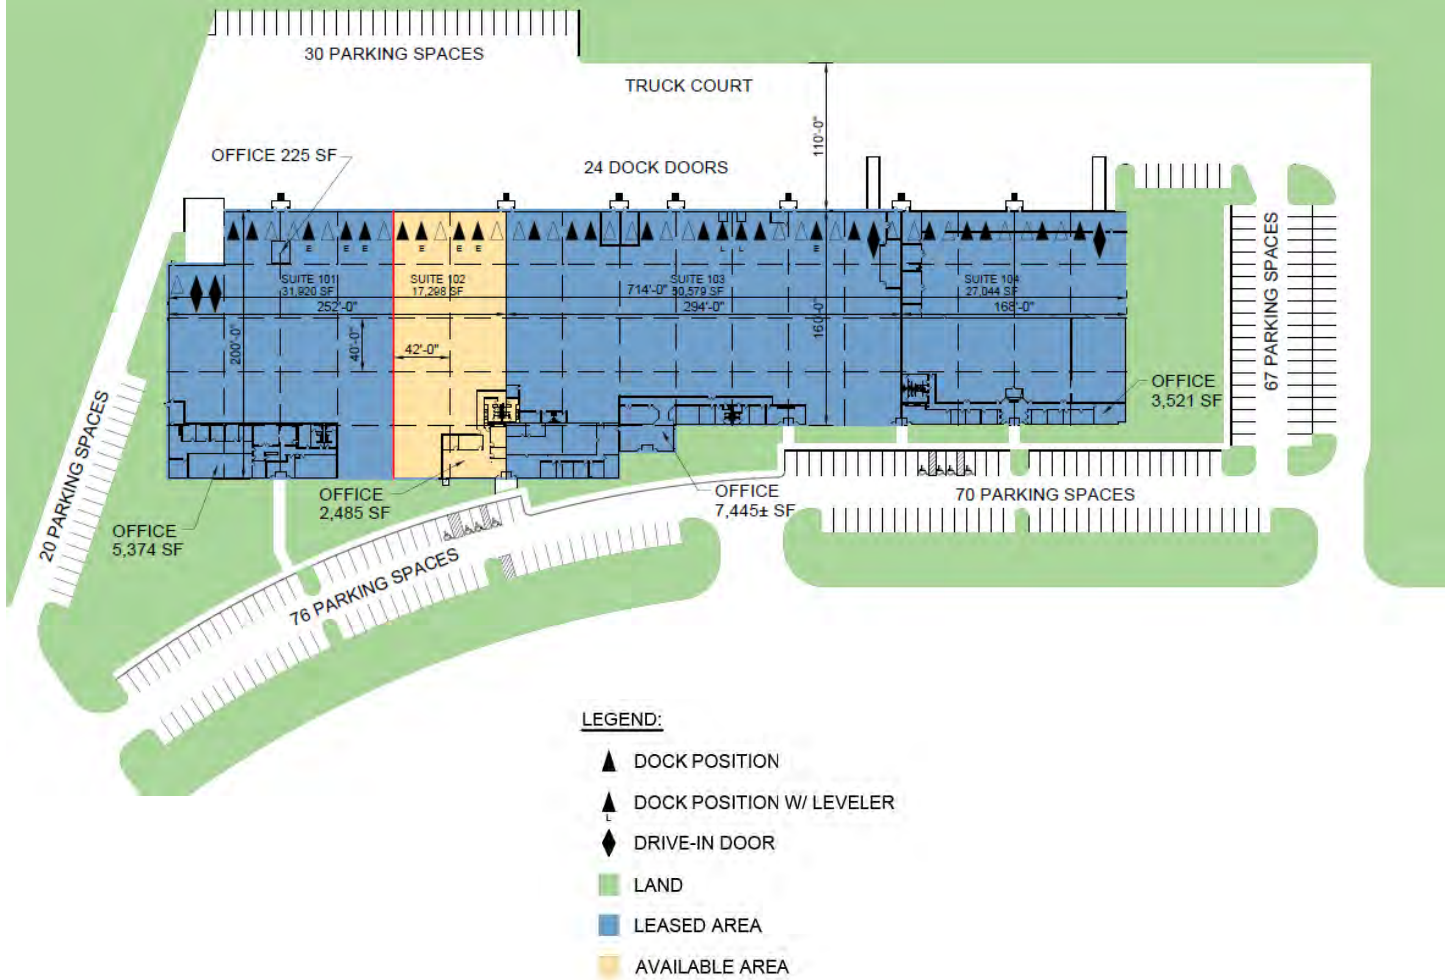 30 PARKING SPACES
TRUCK COURT
110'-0"
OFFICE 225 SF
24 DOCK DOORS
E
E
E
E
E
E
L
L
E
SUITE 101
31,920 SF
SUITE 102
17,298 SF
SUITE 103
50,579 SF
SUITE 104
27,044 SF
714'-0"
252'-0"
294'-0"
168'-0"
200'-0"
40'-0"
42'-0"
160'-0"
67 PARKING SPACES
OFFICE
3,521 SF
20 PARKING SPACES
OFFICE
5,374 SF
OFFICE
2,485 SF
OFFICE
7,445± SF
70 PARKING SPACES
76 PARKING SPACES
LEGEND:
DOCK POSITION
DOCK POSITION W/ LEVELER
L
DRIVE-IN DOOR
LAND
LEASED AREA
AVAILABLE AREA